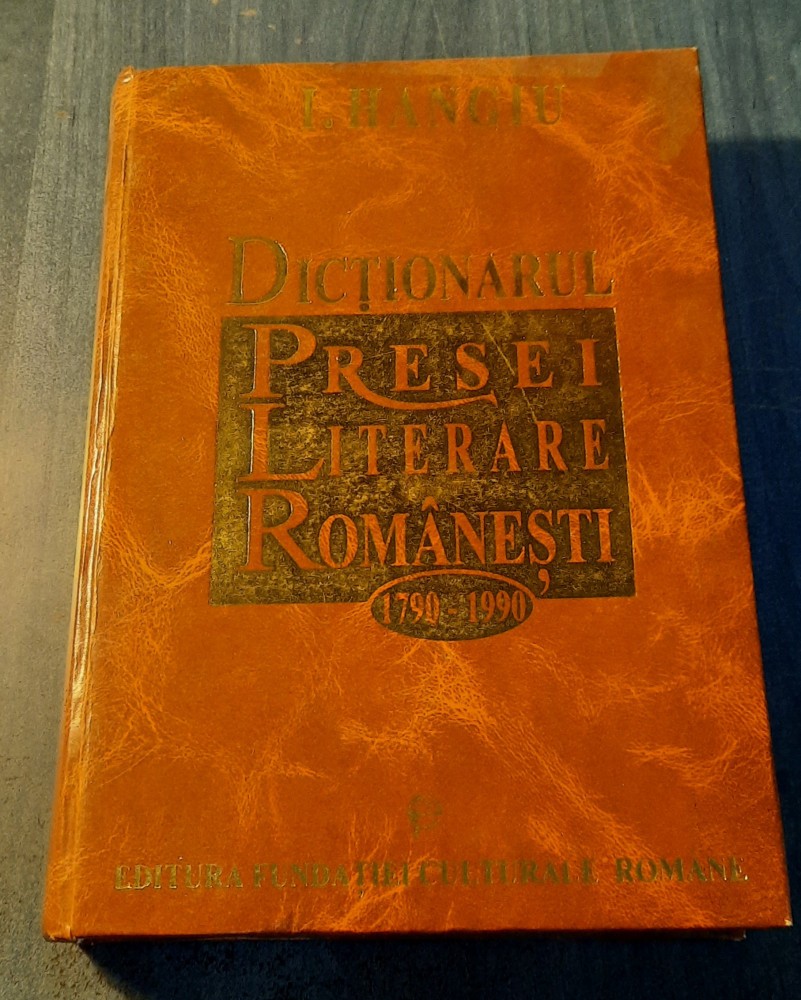 I. HANGIU
DICȚIONARUL
PRESEI
LITERARE
ROMÂNEȘTI
1790 - 1990
EDITURA FUNDAȚIEI CULTURALE ROMÂNE